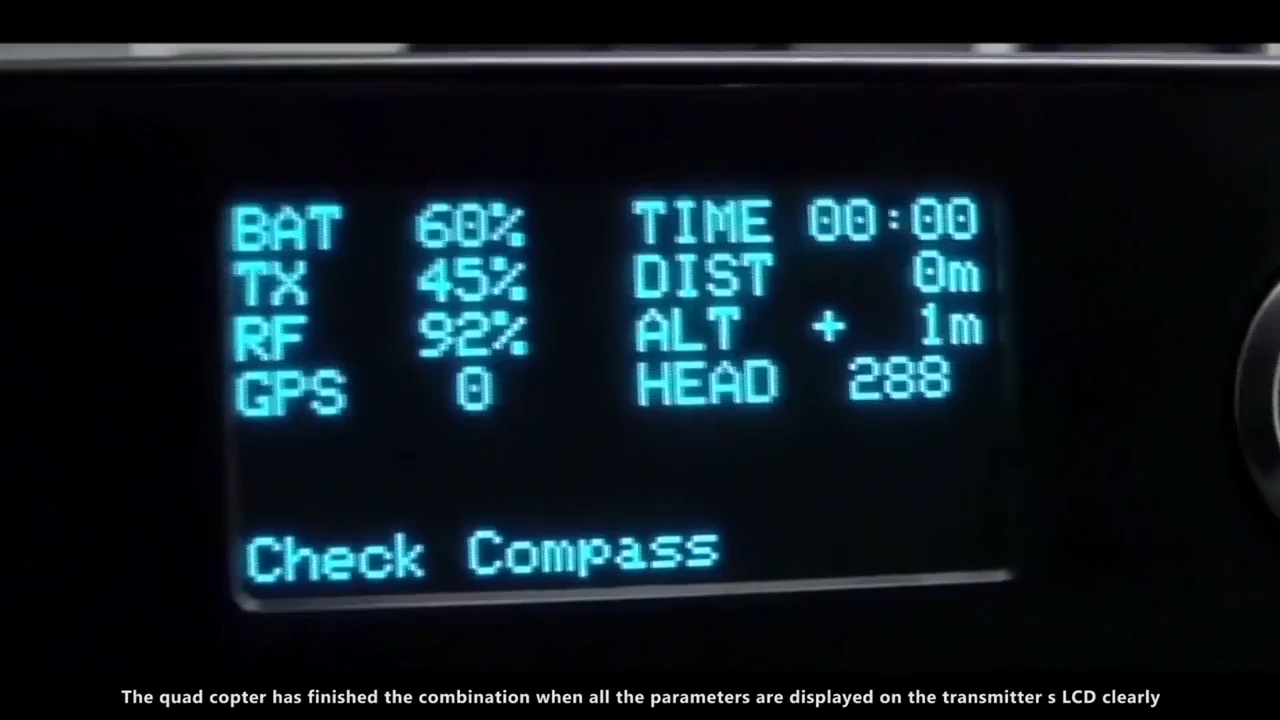 BAT 60% TIME 00:00
TX 45% DIST 0m
RF 92% ALT + 1m
GPS 0 HEAD 288
Check Compass
The quad copter has finished the combination when all the parameters are displayed on the transmitter s LCD clearly